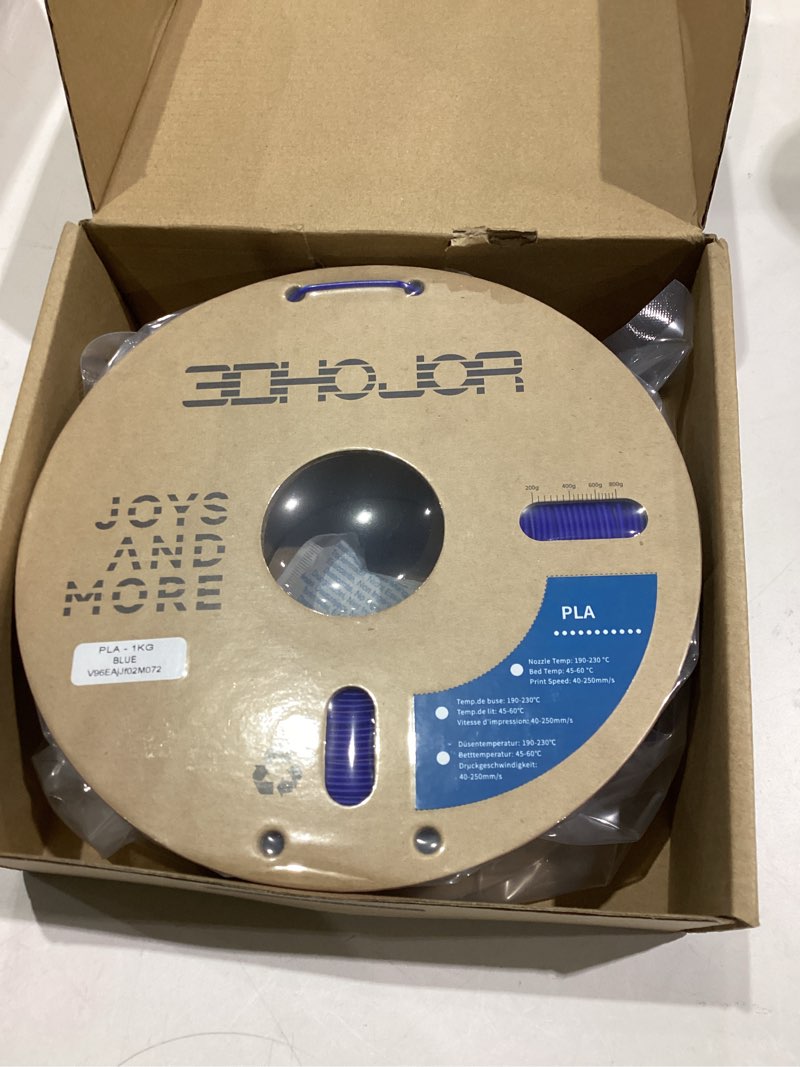 3DHOJOR
200g 400g 600g 800g
JOYS
AND
MORE
PLA
Nozzle Temp: 190-230 °C
Bed Temp: 45-60 °C
Print Speed: 40-250mm/s
PLA - 1KG
BLUE
Temp.de buse: 190-230℃
Temp.de lit: 45-60℃
Vitesse d'impression: 40-250mm/s
Düsentemperatur: 190-230℃
Betttemperatur: 45-60℃
Druckgeschwindigkeit:
40-250mm/s